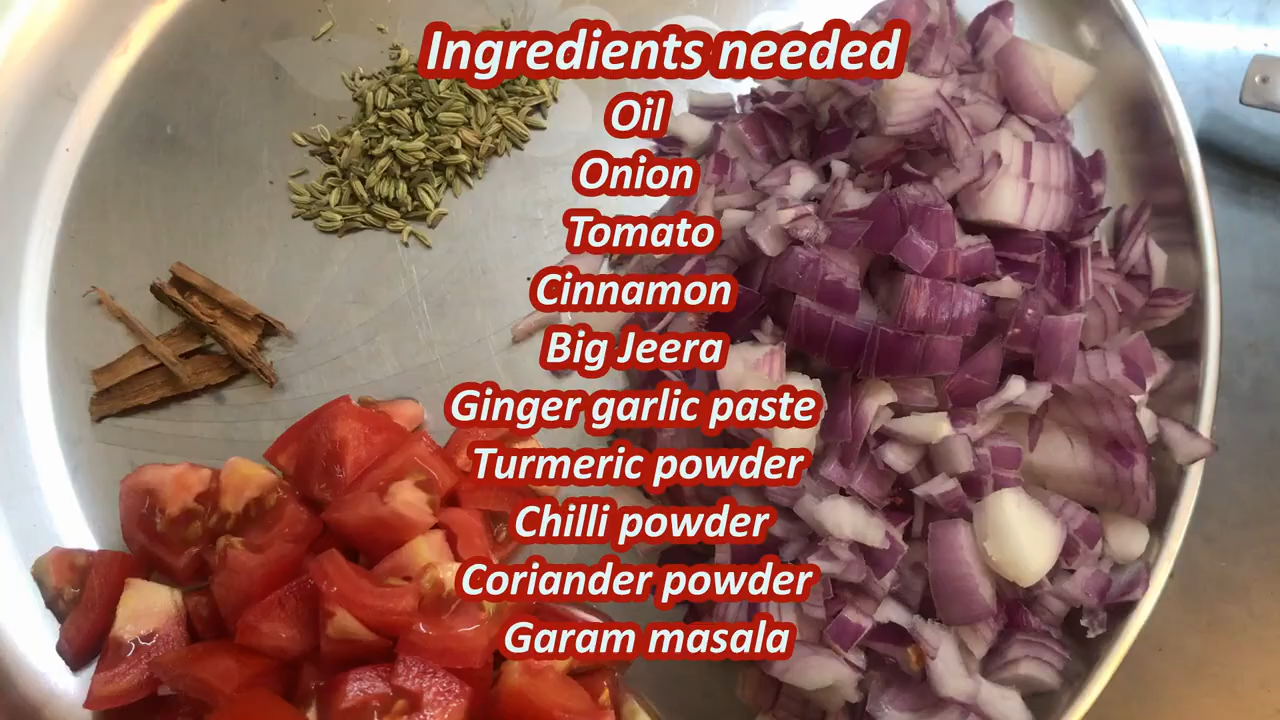 Ingredients needed
Oil
Onion
Tomato
Cinnamon
Big Jeera
Ginger garlic paste
Turmeric powder
Chilli powder
Coriander powder
Garam masala